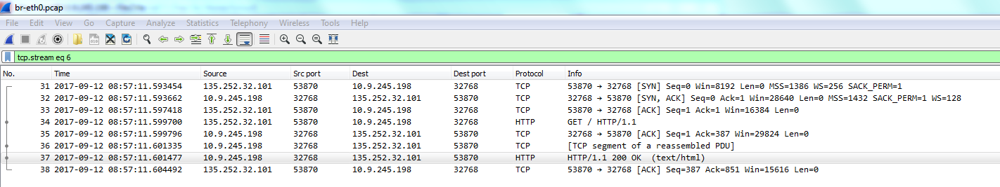 br-eth0.pcap
File Edit View Go Capture Analyze Statistics Telephony Wireless Tools Help
tcp.stream eq 6
No. Time Source Src port Dest Dest port Protocol Info
31 2017-09-12 08:57:11.593454 135.252.32.101 53870 10.9.245.198 32768 TCP 53870 → 32768 [SYN] Seq=0 Win=8192 Len=0 MSS=1386 WS=256 SACK_PERM=1
32 2017-09-12 08:57:11.593662 10.9.245.198 32768 135.252.32.101 53870 TCP 32768 → 53870 [SYN, ACK] Seq=0 Ack=1 Win=28640 Len=0 MSS=1432 SACK_PERM=1 WS=128
33 2017-09-12 08:57:11.597418 135.252.32.101 53870 10.9.245.198 32768 TCP 53870 → 32768 [ACK] Seq=1 Ack=1 Win=16384 Len=0
34 2017-09-12 08:57:11.599700 135.252.32.101 53870 10.9.245.198 32768 HTTP GET / HTTP/1.1
35 2017-09-12 08:57:11.599796 10.9.245.198 32768 135.252.32.101 53870 TCP 32768 → 53870 [ACK] Seq=1 Ack=387 Win=29824 Len=0
36 2017-09-12 08:57:11.601335 10.9.245.198 32768 135.252.32.101 53870 TCP [TCP segment of a reassembled PDU]
37 2017-09-12 08:57:11.601477 10.9.245.198 32768 135.252.32.101 53870 HTTP HTTP/1.1 200 OK (text/html)
38 2017-09-12 08:57:11.604492 135.252.32.101 53870 10.9.245.198 32768 TCP 53870 → 32768 [ACK] Seq=387 Ack=851 Win=15616 Len=0